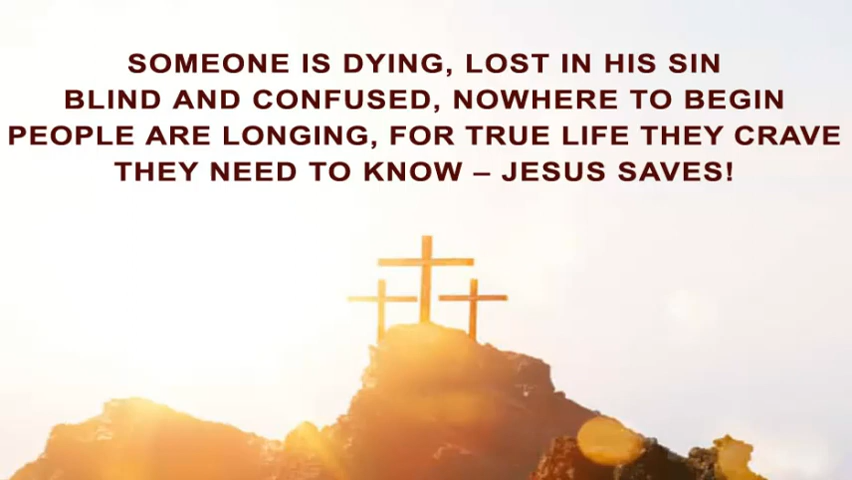 SOMEONE IS DYING, LOST IN HIS SIN
BLIND AND CONFUSED, NOWHERE TO BEGIN
PEOPLE ARE LONGING, FOR TRUE LIFE THEY CRAVE
THEY NEED TO KNOW – JESUS SAVES!